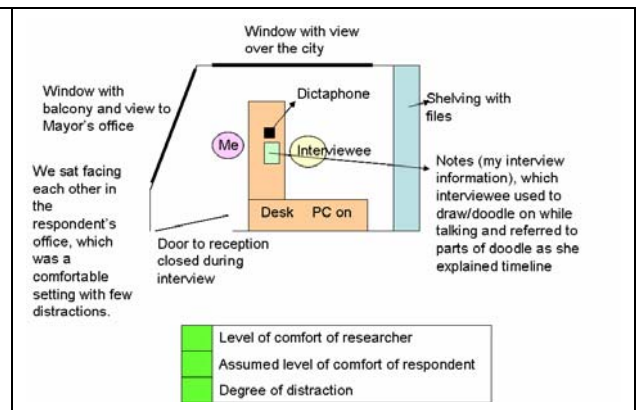 Window with view
over the city
Window with
balcony and view to
Mayor's office
Dictaphone
Shelving with
files
Me
Interviewee
We sat facing
each other in
the
respondent's
office, which
was a
comfortable
setting with few
distractions.
Notes (my interview
information), which
interviewee used to
draw/doodle on while
talking and referred to
parts of doodle as she
explained timeline
Desk PC on
Door to reception
closed during
interview
Level of comfort of researcher
Assumed level of comfort of respondent
Degree of distraction